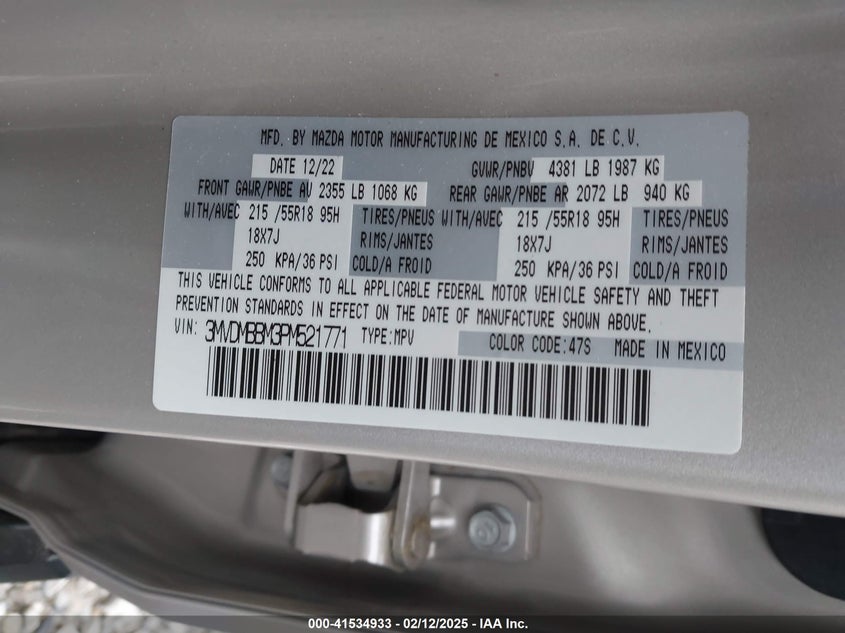 MFD. BY MAZDA MOTOR MANUFACTURING DE MEXICO S.A. DE C.V.
DATE 12/22 GVWR/PNBV 4381 LB 1987 KG
FRONT GAWR/PNBE AV 2355 LB 1068 KG REAR GAWR/PNBE AR 2072 LB 940 KG
WITH/AVEC 215 /55R18 95H TIRES/PNEUS WITH/AVEC 215 /55R18 95H TIRES/PNEUS
18X7J RIMS/JANTES 18X7J RIMS/JANTES
250 KPA/36 PSI COLD/A FROID 250 KPA/36 PSI COLD/A FROID
THIS VEHICLE CONFORMS TO ALL APPLICABLE FEDERAL MOTOR VEHICLE SAFETY AND THEFT
PREVENTION STANDARDS IN EFFECT ON THE DATE OF MANUFACTURE SHOWN ABOVE.
VIN: 3MVDMBBM3PM521771 TYPE:MPV COLOR CODE:47S MADE IN MEXICO
000-41534933 - 02/12/2025 - IAA Inc.